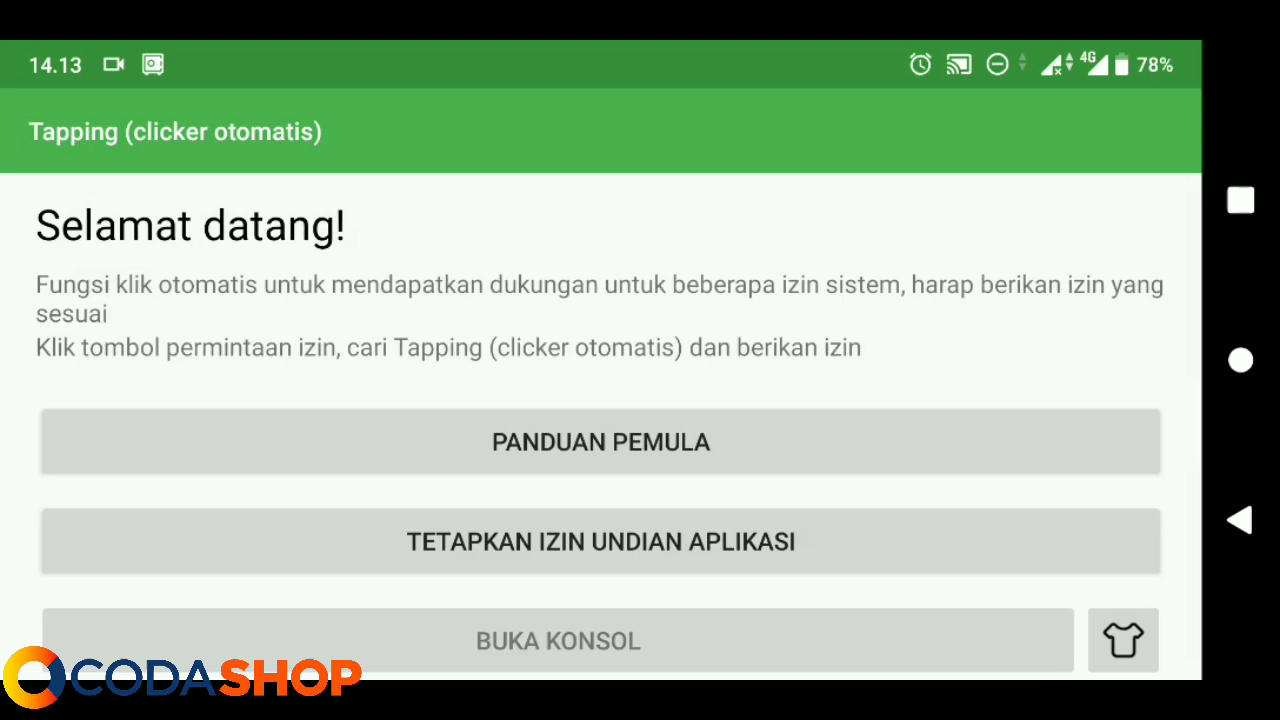 14.13
4G
78%
Tapping (clicker otomatis)
Selamat datang!
Fungsi klik otomatis untuk mendapatkan dukungan untuk beberapa izin sistem, harap berikan izin yang
sesuai
Klik tombol permintaan izin, cari Tapping (clicker otomatis) dan berikan izin
PANDUAN PEMULA
TETAPKAN IZIN UNDIAN APLIKASI
BUKA KONSOL
CODASHOP